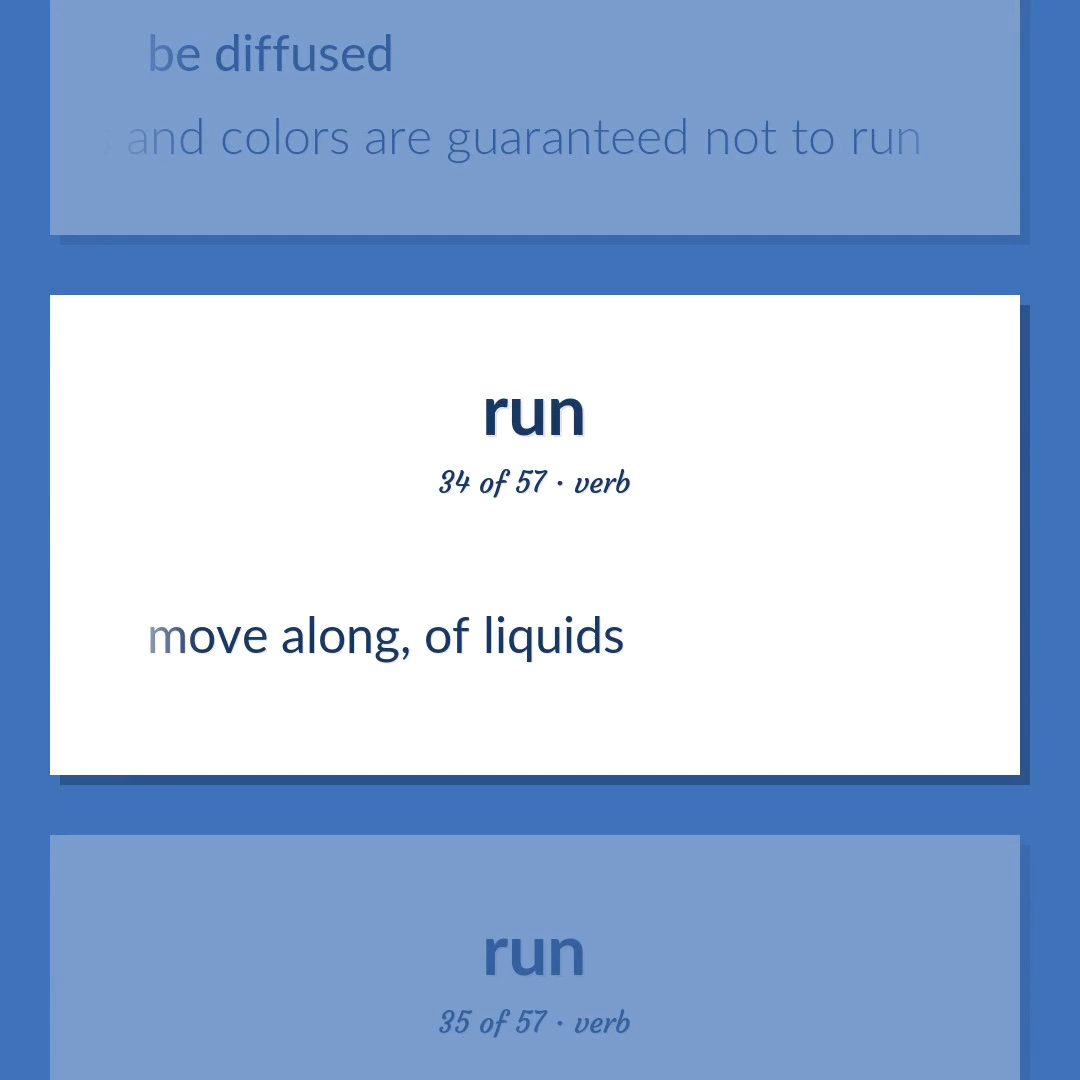 be diffused
and colors are guaranteed not to run
run
34 of 57 · verb
move along, of liquids
run
35 of 57 · verb